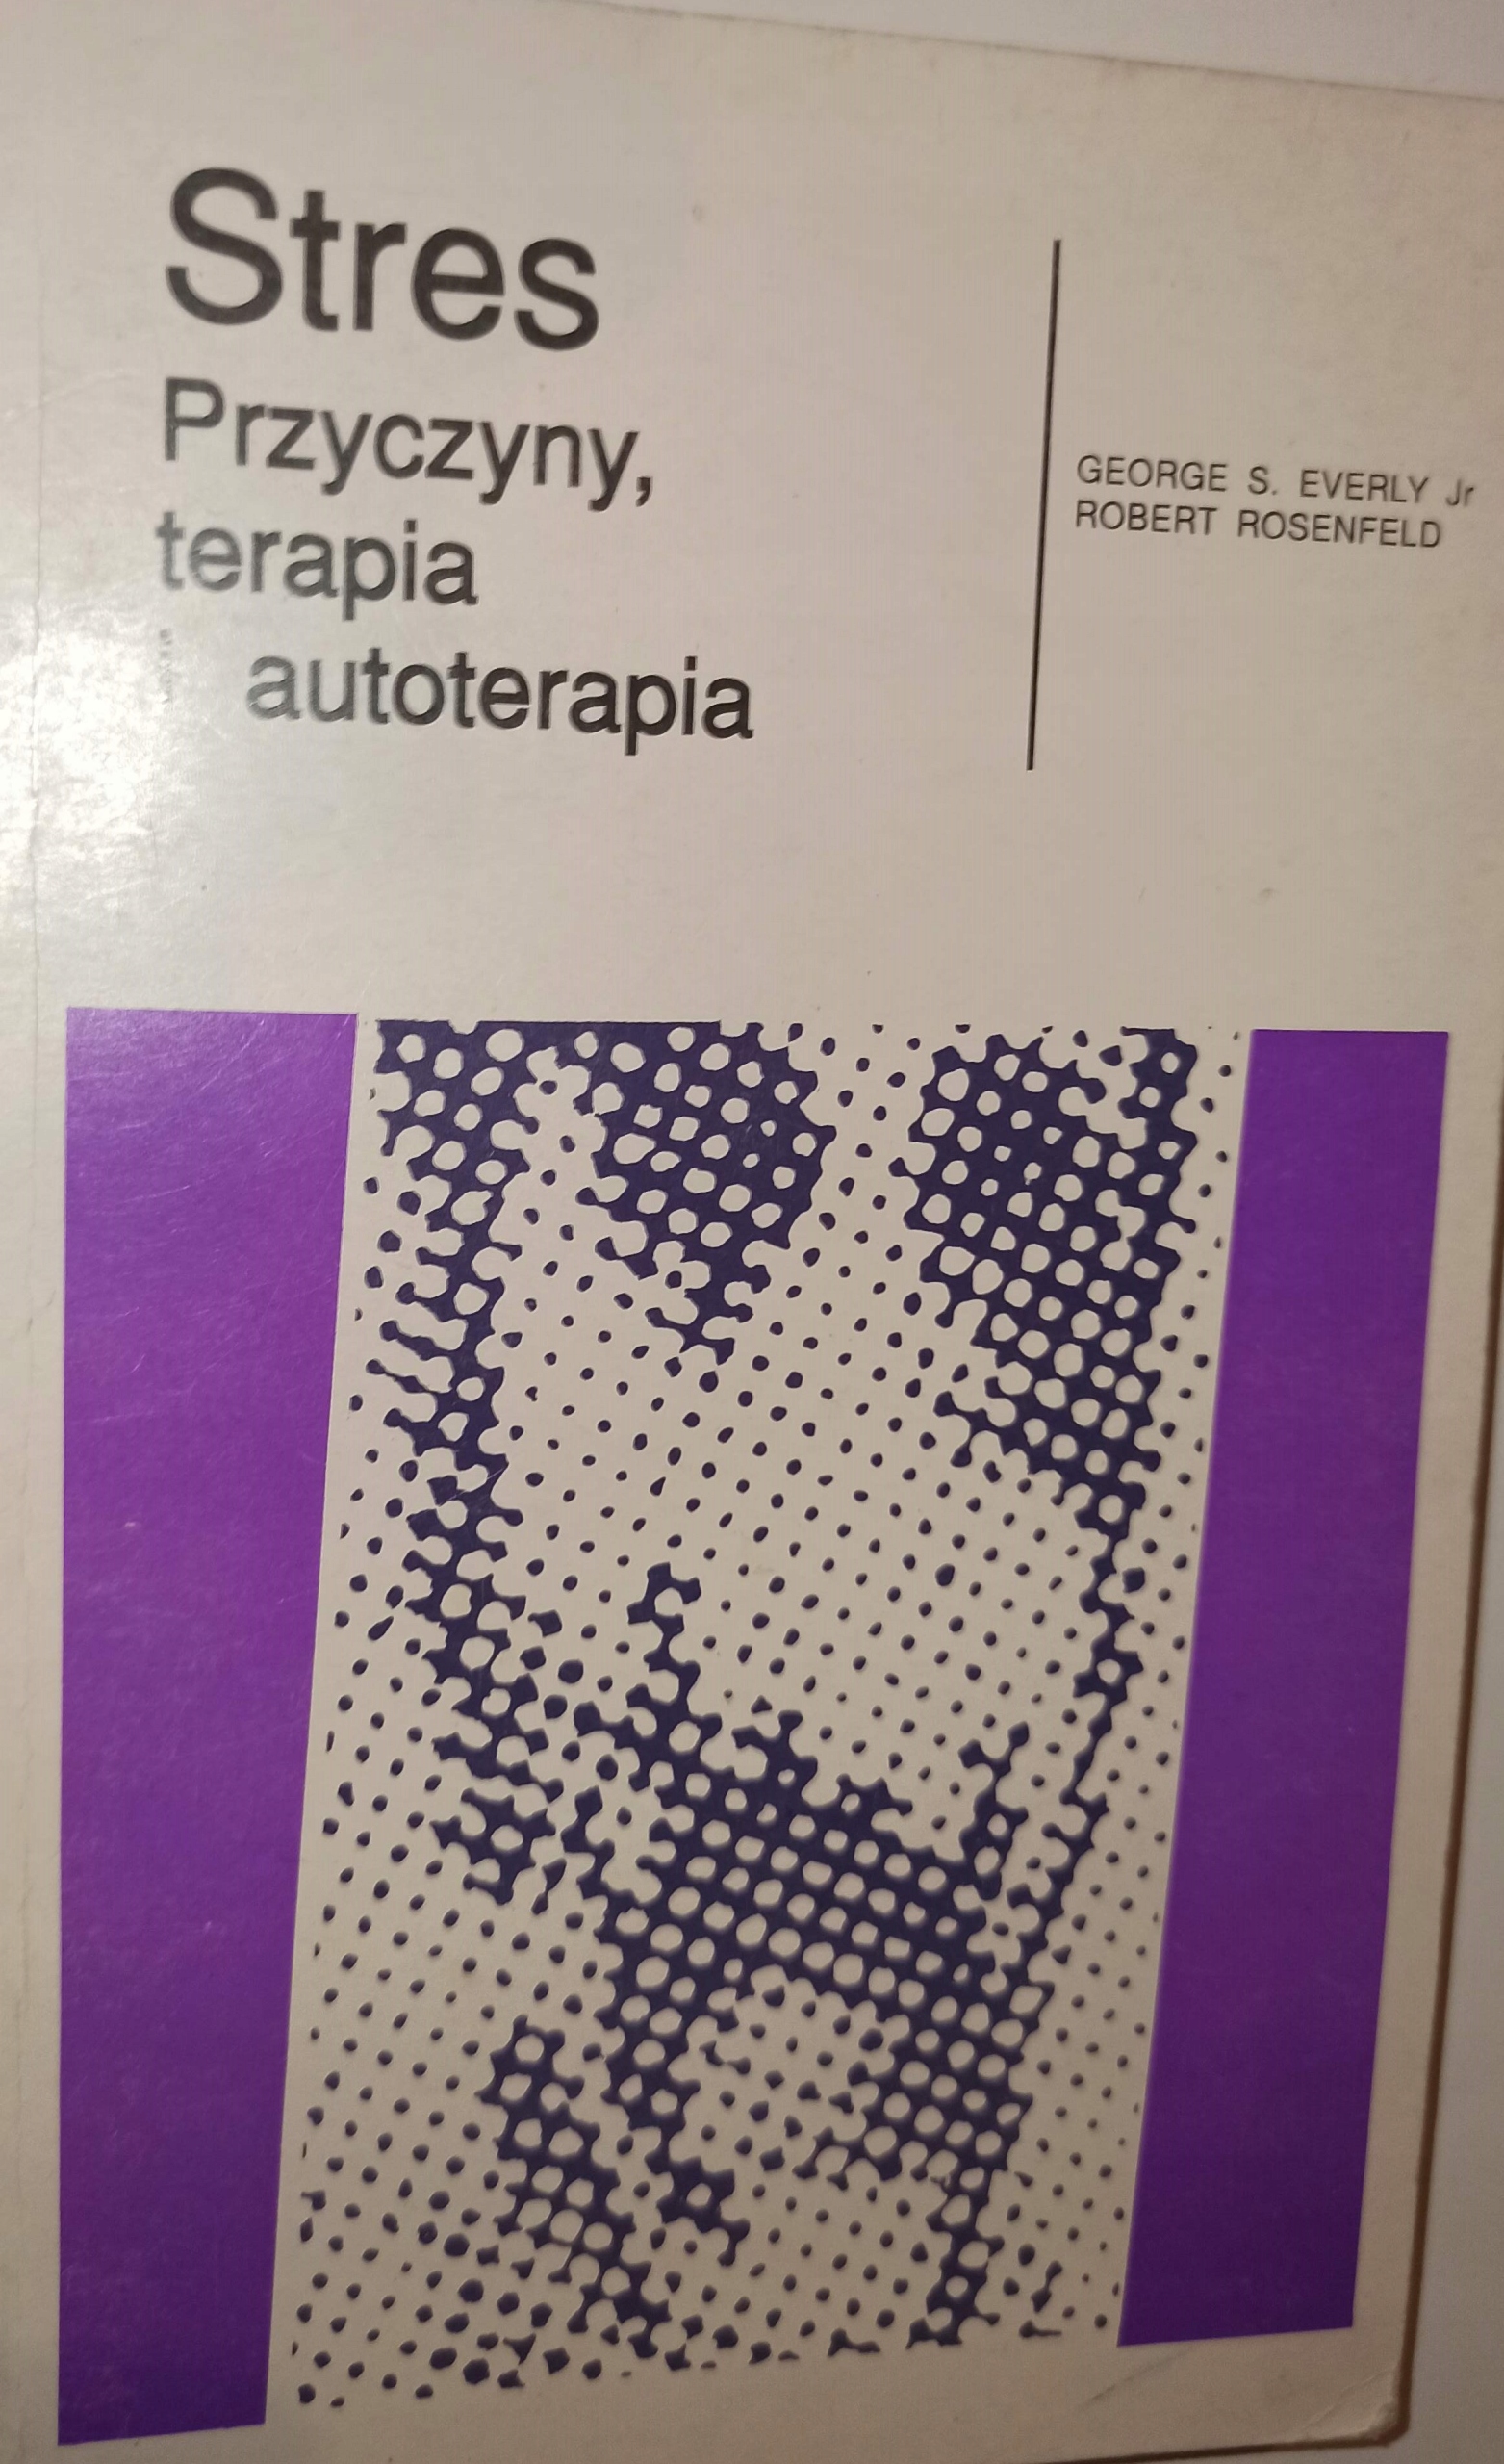 Stres
Przyczyny,
terapia
autoterapia
GEORGE S. EVERLY Jr
ROBERT ROSENFELD